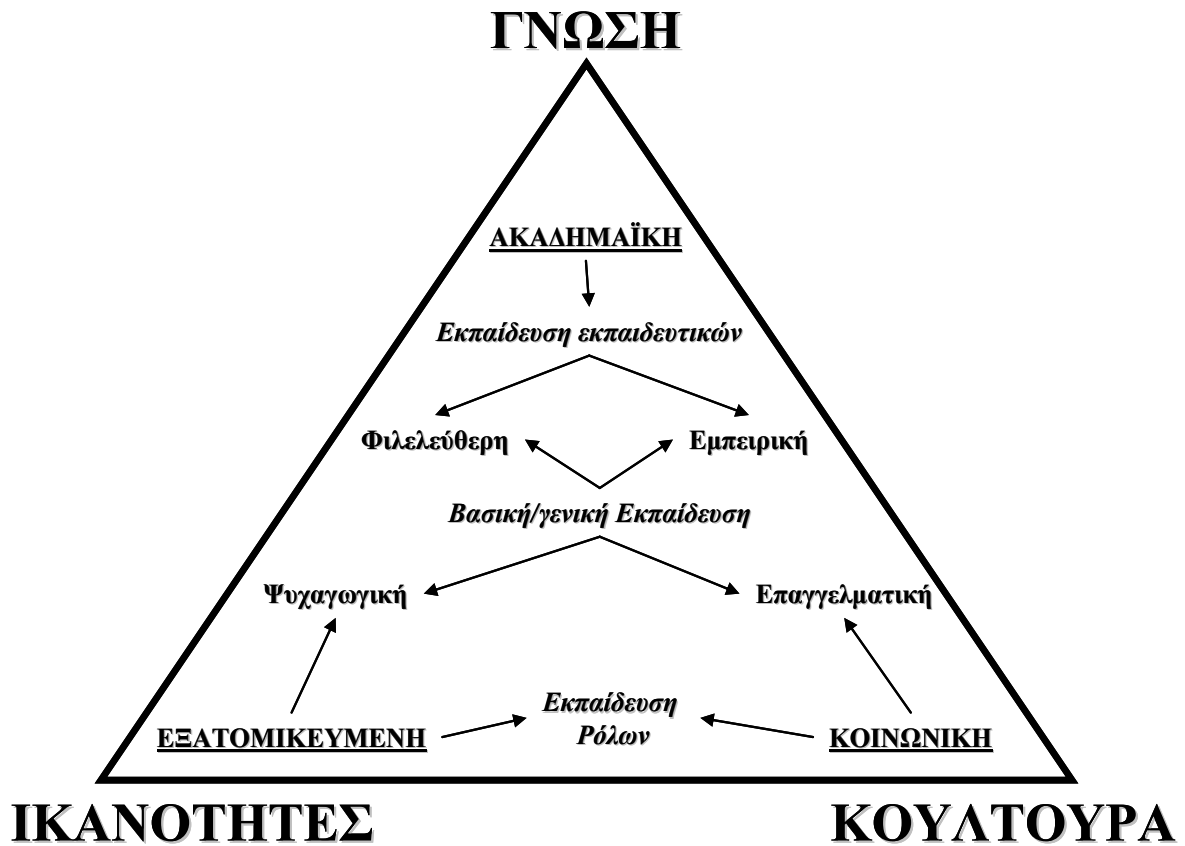 ΓΝΩΣΗ
ΑΚΑΔΗΜΑΪΚΗ
Εκπαίδευση εκπαιδευτικών
Φιλελεύθερη
Εμπειρική
Βασική/γενική Εκπαίδευση
Ψυχαγωγική
Επαγγελματική
Εκπαίδευση
Ρόλων
ΕΞΑΤΟΜΙΚΕΥΜΕΝΗ
ΚΟΙΝΩΝΙΚΗ
ΙΚΑΝΟΤΗΤΕΣ
ΚΟΥΛΤΟΥΡΑ